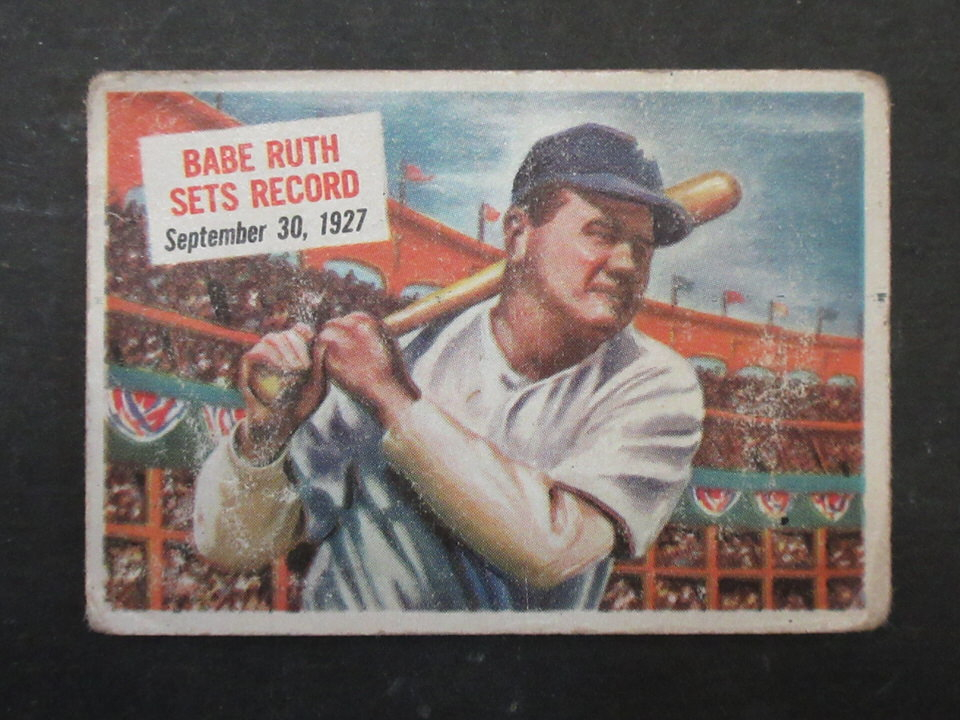 BABE RUTH
SETS RECORD
September 30, 1927